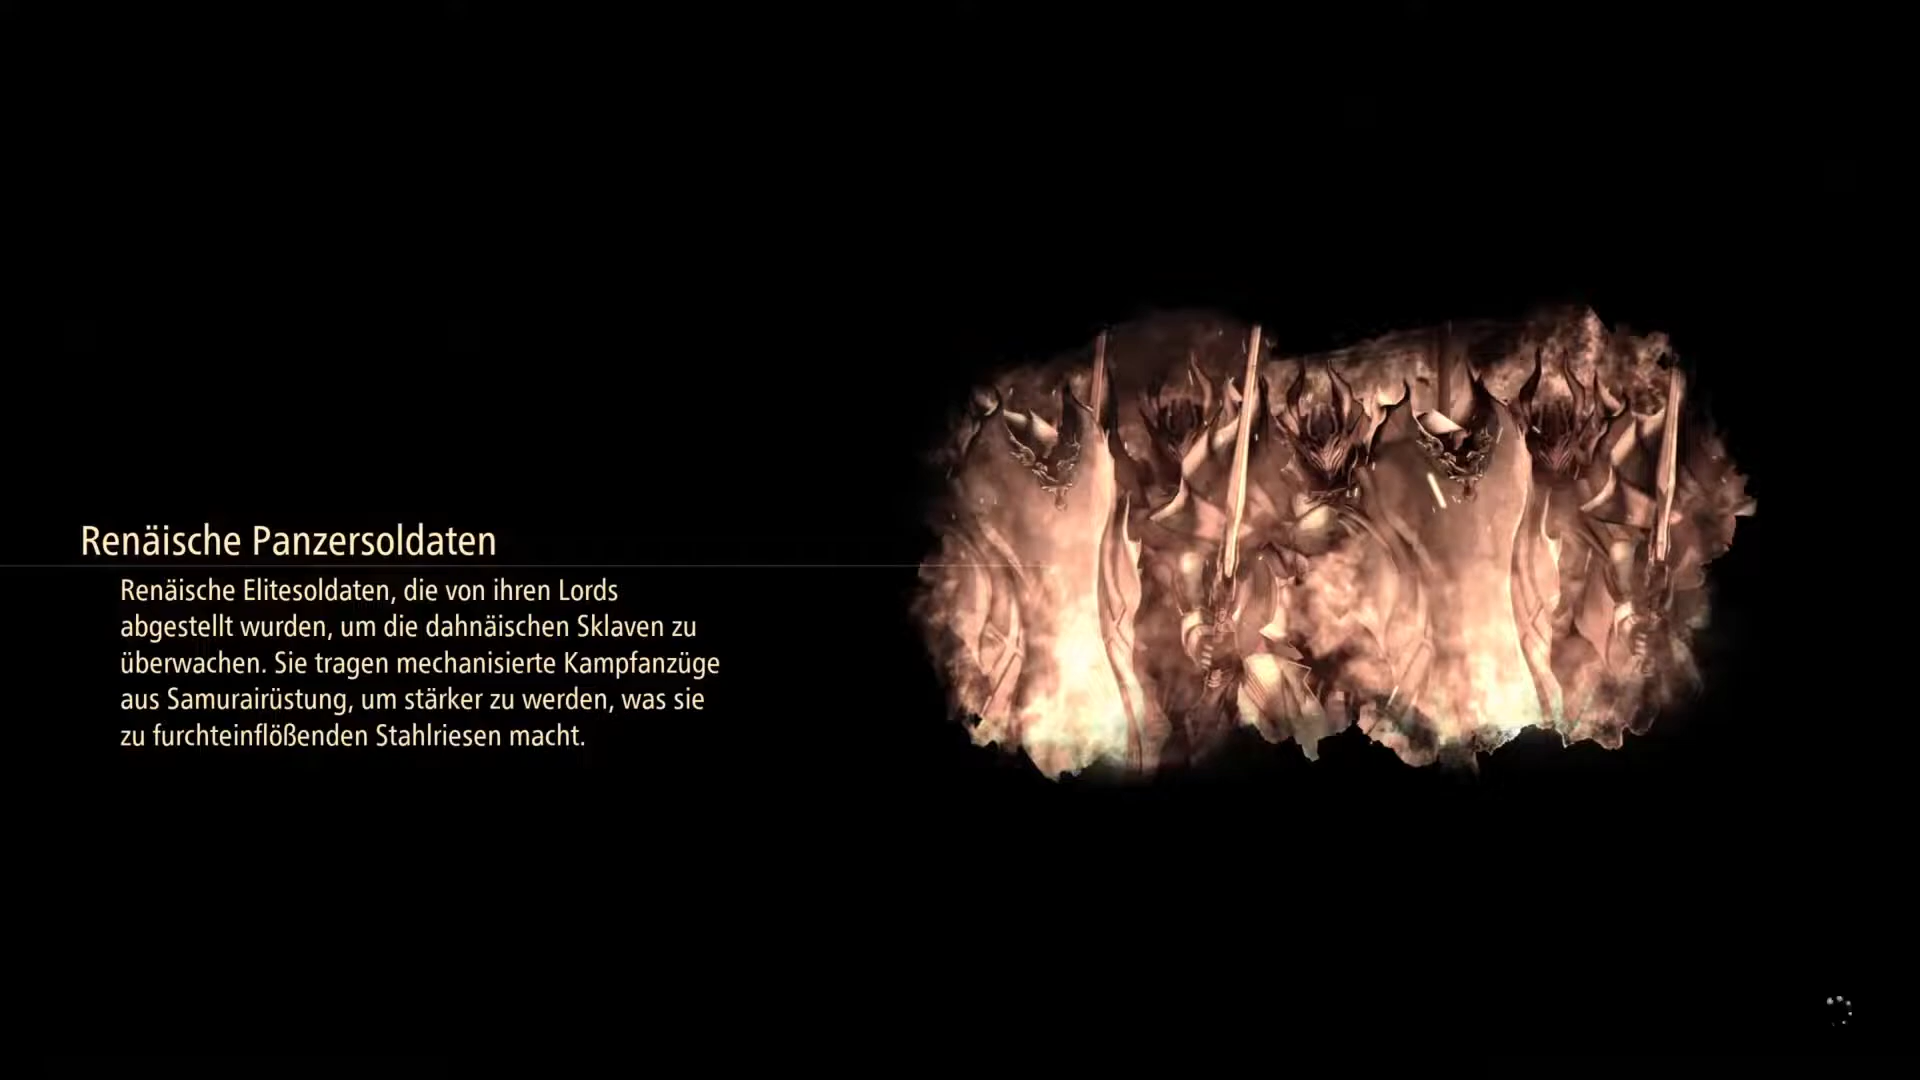 Renäische Panzersoldaten
Renäische Elitesoldaten, die von ihren Lords
abgestellt wurden, um die dahnäischen Sklaven zu
überwachen. Sie tragen mechanisierte Kampfanzüge
aus Samurairüstung, um stärker zu werden, was sie
zu furchteinflößenden Stahlriesen macht.